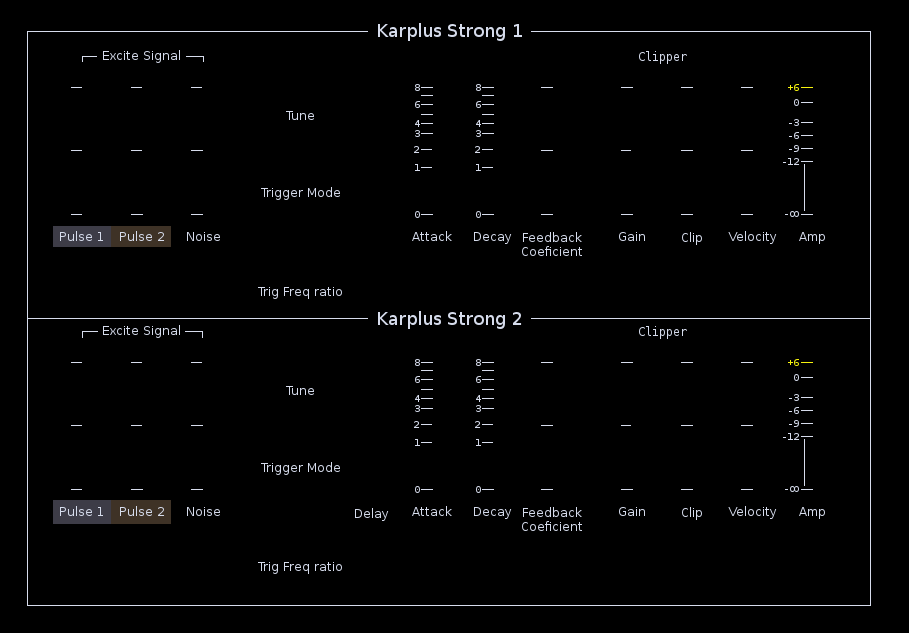 Karplus Strong 1
Excite Signal Clipper
8 8 +6
6 6 0
Tune
4 4 -3
3 3 -6
2 2 -9
1 1 -12
Trigger Mode
0 0 -∞
Pulse 1 Pulse 2 Noise Attack Decay Feedback Gain Clip Velocity Amp
Coeficient
Trig Freq ratio
Karplus Strong 2
Excite Signal Clipper
8 8 +6
6 6 0
Tune
4 4 -3
3 3 -6
2 2 -9
1 1 -12
Trigger Mode
0 0 -∞
Pulse 1 Pulse 2 Noise Delay Attack Decay Feedback Gain Clip Velocity Amp
Coeficient
Trig Freq ratio